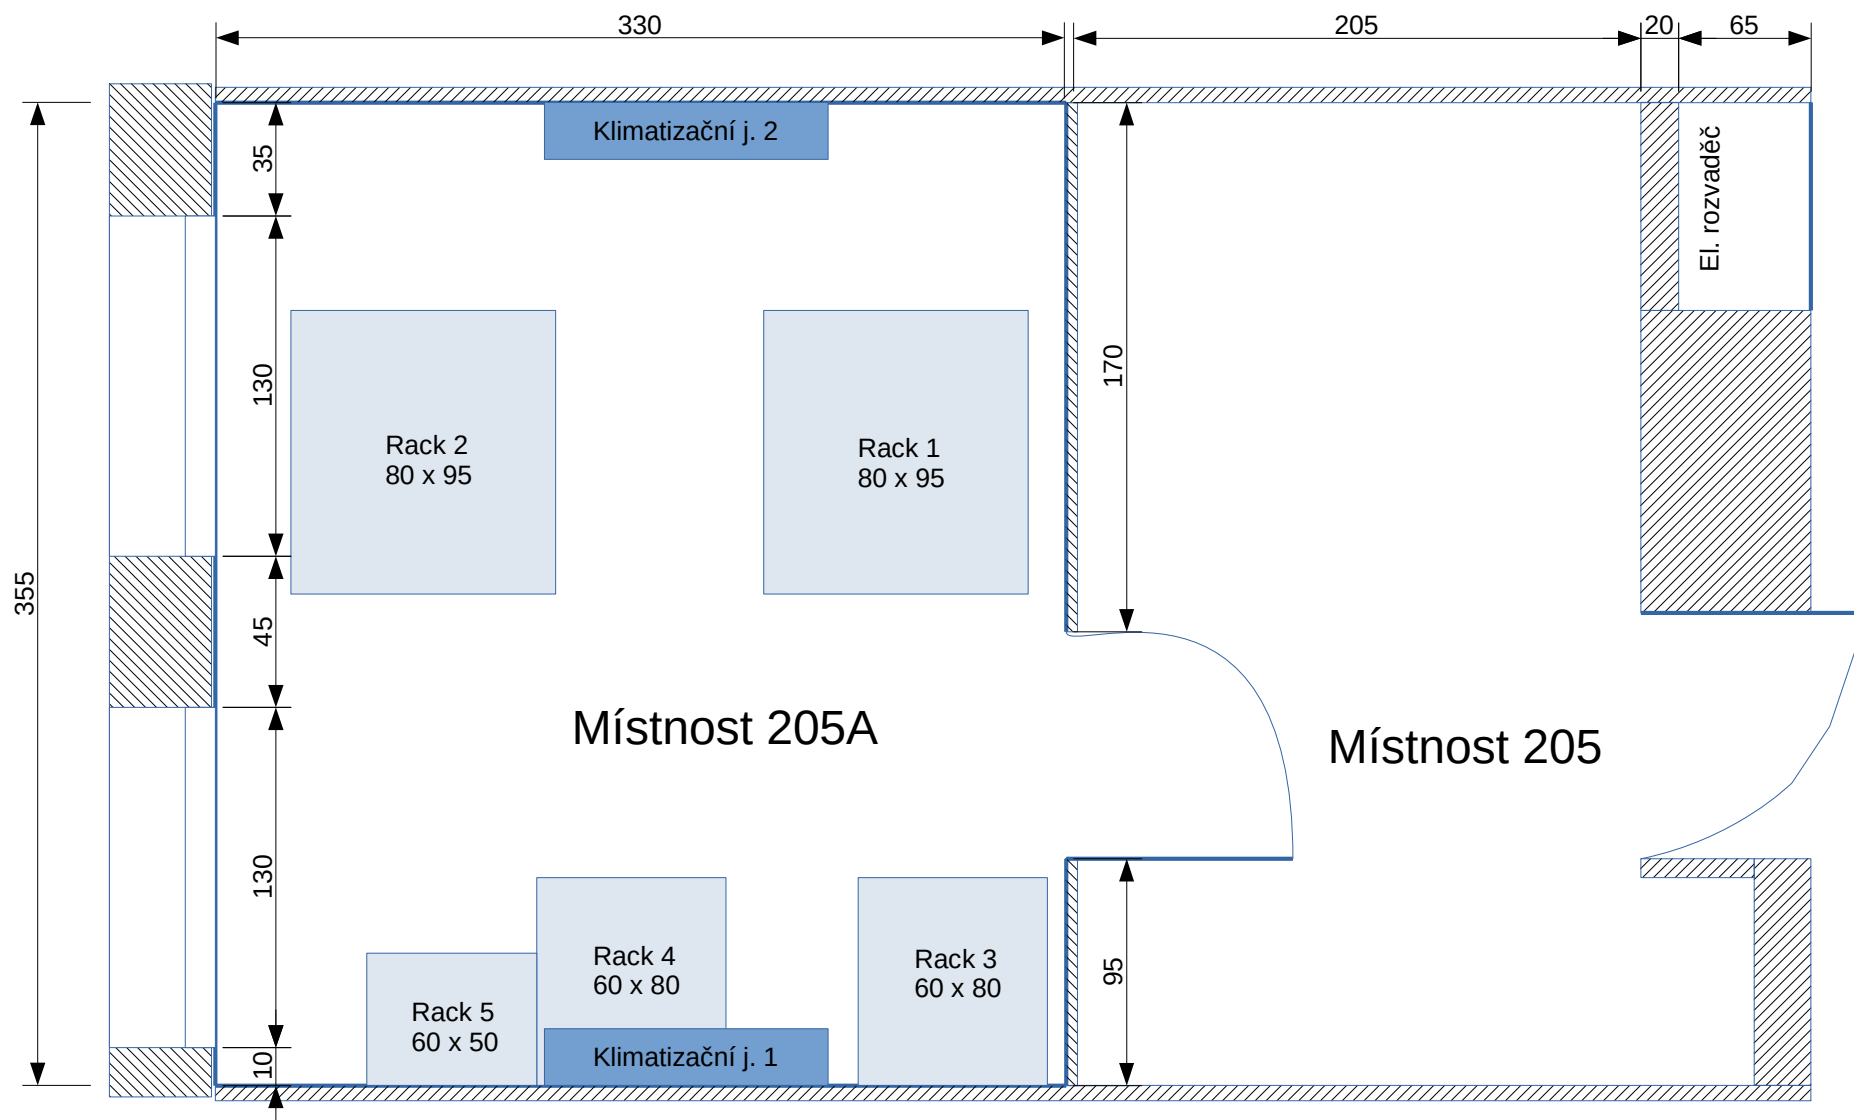 330
205
20
65
Klimatizační j. 2
35
El. rozvaděč
130
170
Rack 2
80 x 95
Rack 1
80 x 95
355
45
Místnost 205A
Místnost 205
130
Rack 4
60 x 80
Rack 3
60 x 80
95
Rack 5
60 x 50
Klimatizační j. 1
10